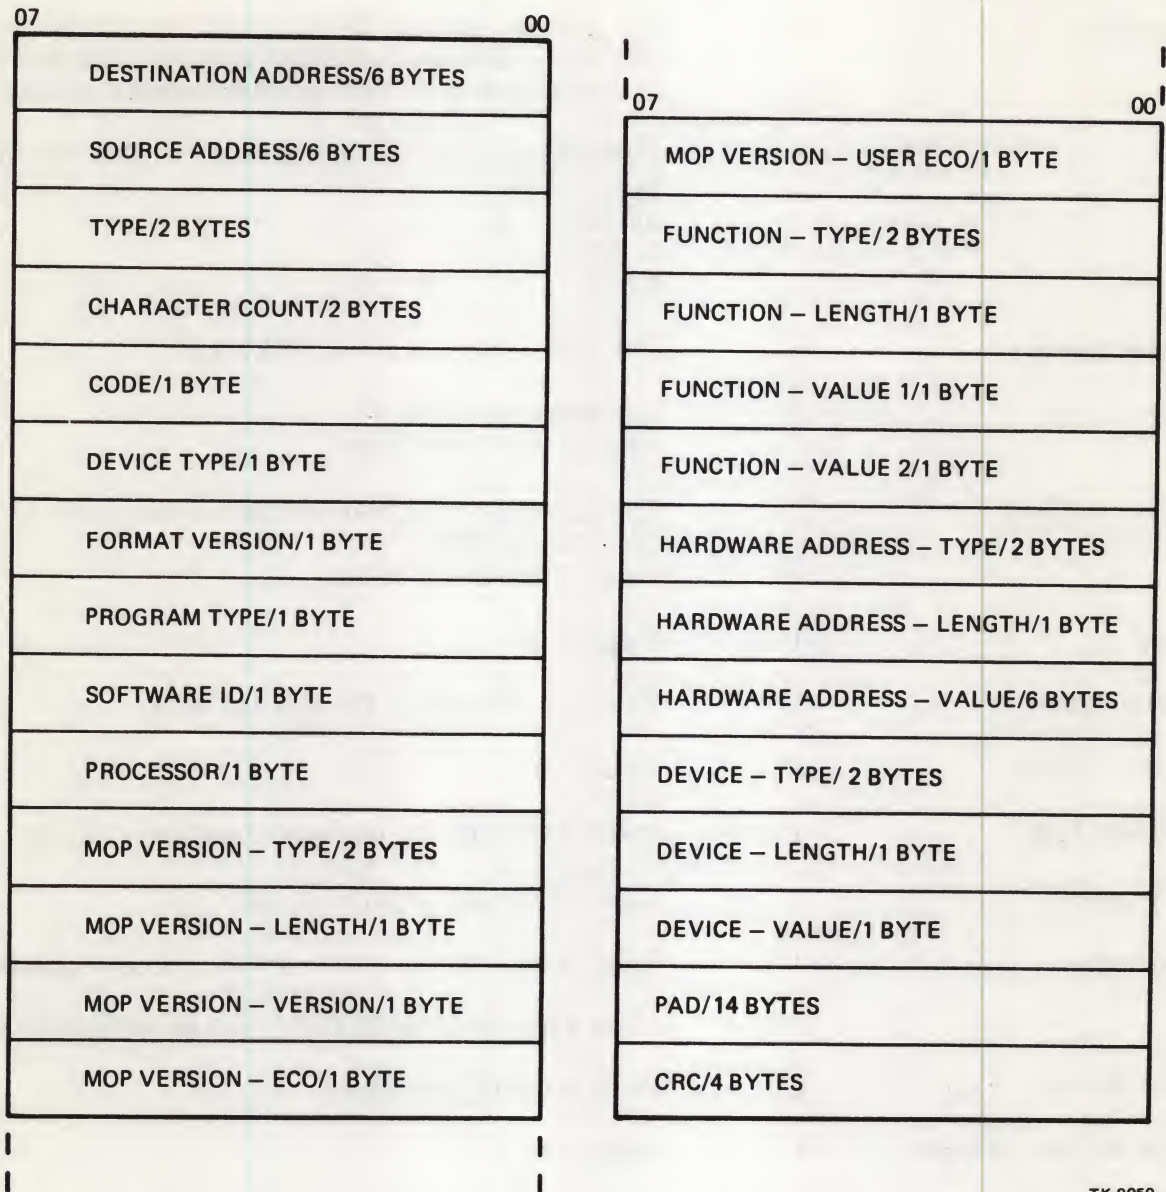 07 00
DESTINATION ADDRESS/6 BYTES
SOURCE ADDRESS/6 BYTES
TYPE/2 BYTES
CHARACTER COUNT/2 BYTES
CODE/1 BYTE
DEVICE TYPE/1 BYTE
FORMAT VERSION/1 BYTE
PROGRAM TYPE/1 BYTE
SOFTWARE ID/1 BYTE
PROCESSOR/1 BYTE
MOP VERSION – TYPE/2 BYTES
MOP VERSION – LENGTH/1 BYTE
MOP VERSION – VERSION/1 BYTE
MOP VERSION – ECO/1 BYTE
07 00
MOP VERSION – USER ECO/1 BYTE
FUNCTION – TYPE/2 BYTES
FUNCTION – LENGTH/1 BYTE
FUNCTION – VALUE 1/1 BYTE
FUNCTION – VALUE 2/1 BYTE
HARDWARE ADDRESS – TYPE/2 BYTES
HARDWARE ADDRESS – LENGTH/1 BYTE
HARDWARE ADDRESS – VALUE/6 BYTES
DEVICE – TYPE/ 2 BYTES
DEVICE – LENGTH/1 BYTE
DEVICE – VALUE/1 BYTE
PAD/14 BYTES
CRC/4 BYTES